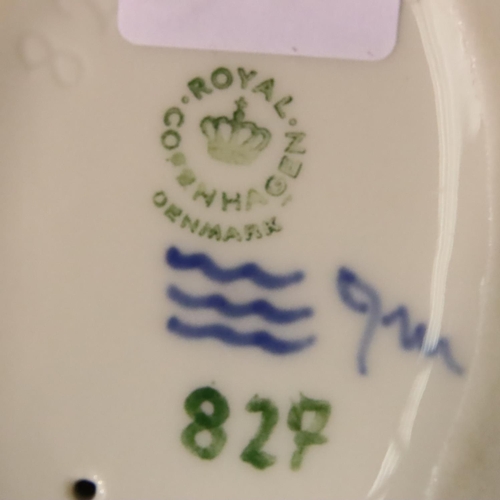 ROYAL
COPENHAGEN
DENMARK
827